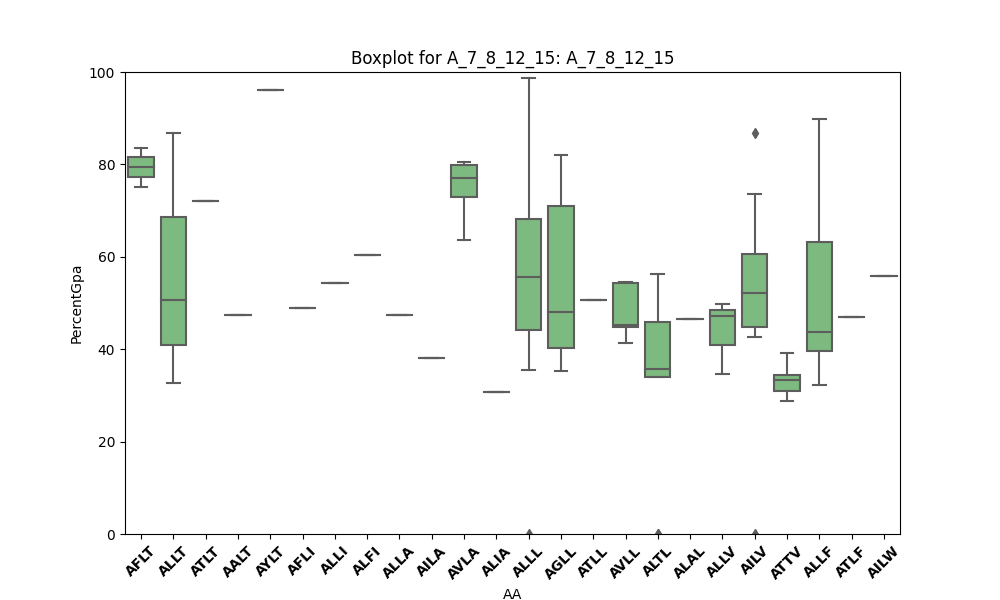 Boxplot for A_7_8_12_15: A_7_8_12_15
100
80
60
40
20
0
PercentGpa
AFLT
ALLT
ATLT
AALT
AYLT
AFLI
ALLI
ALFI
ALLA
AILA
AVLA
ALIA
ALLL
AGLL
ATLL
AVLL
ALTL
ALAL
ALLV
AILV
ATTV
ALLF
ATLF
AILW
AA